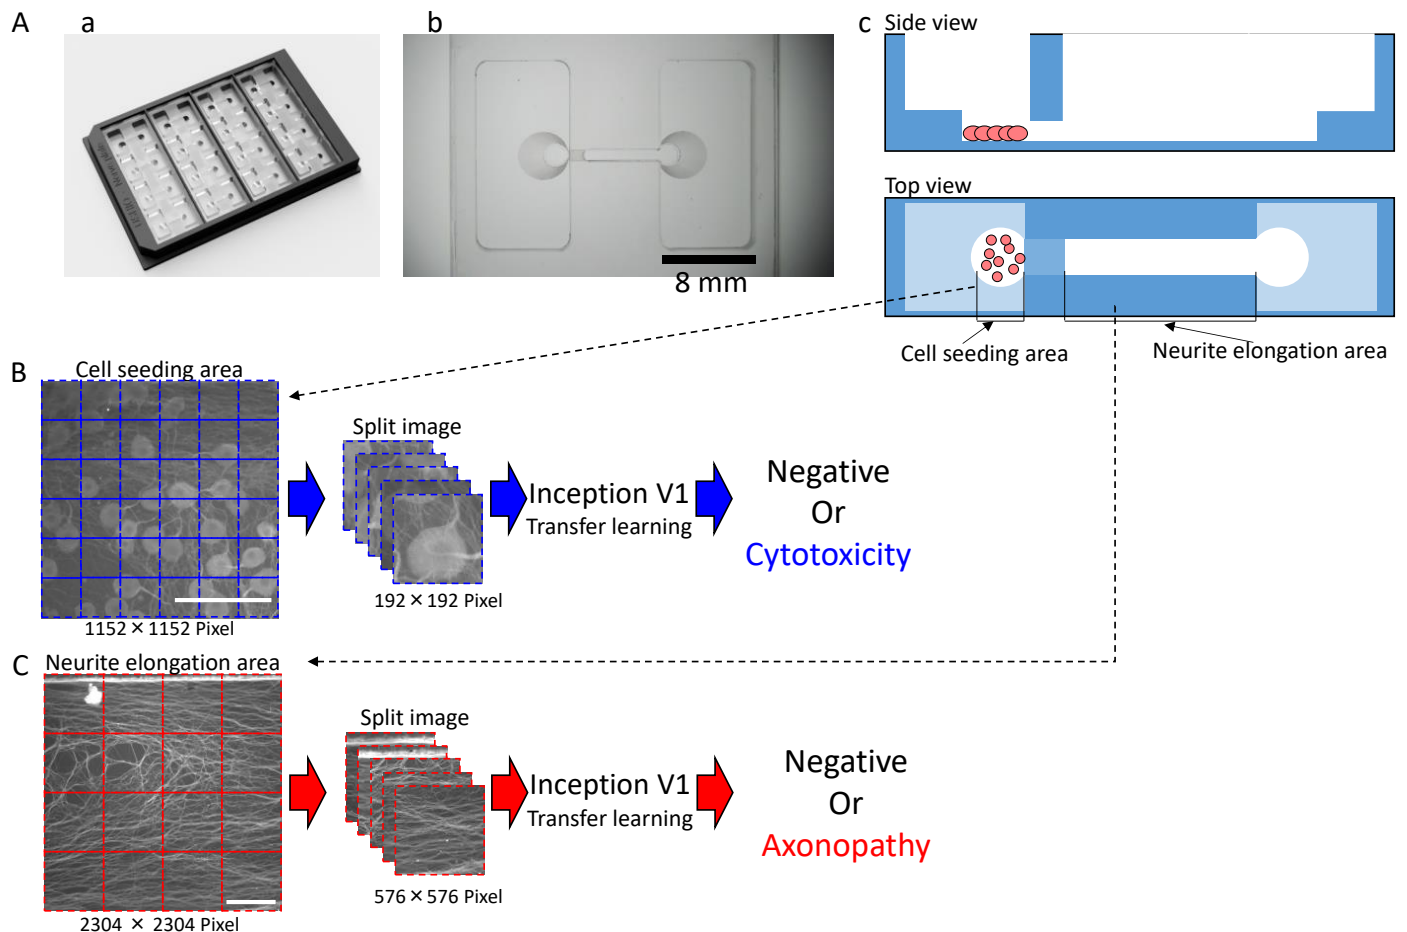 A
a
b
c
Side view
8 mm
Top view
Cell seeding area
Neurite elongation area
B
Cell seeding area
Split image
Inception V1
Transfer learning
Negative
Or
Cytotoxicity
192 × 192 Pixel
1152 × 1152 Pixel
C
Neurite elongation area
Split image
Inception V1
Transfer learning
Negative
Or
Axonopathy
576 × 576 Pixel
2304 × 2304 Pixel